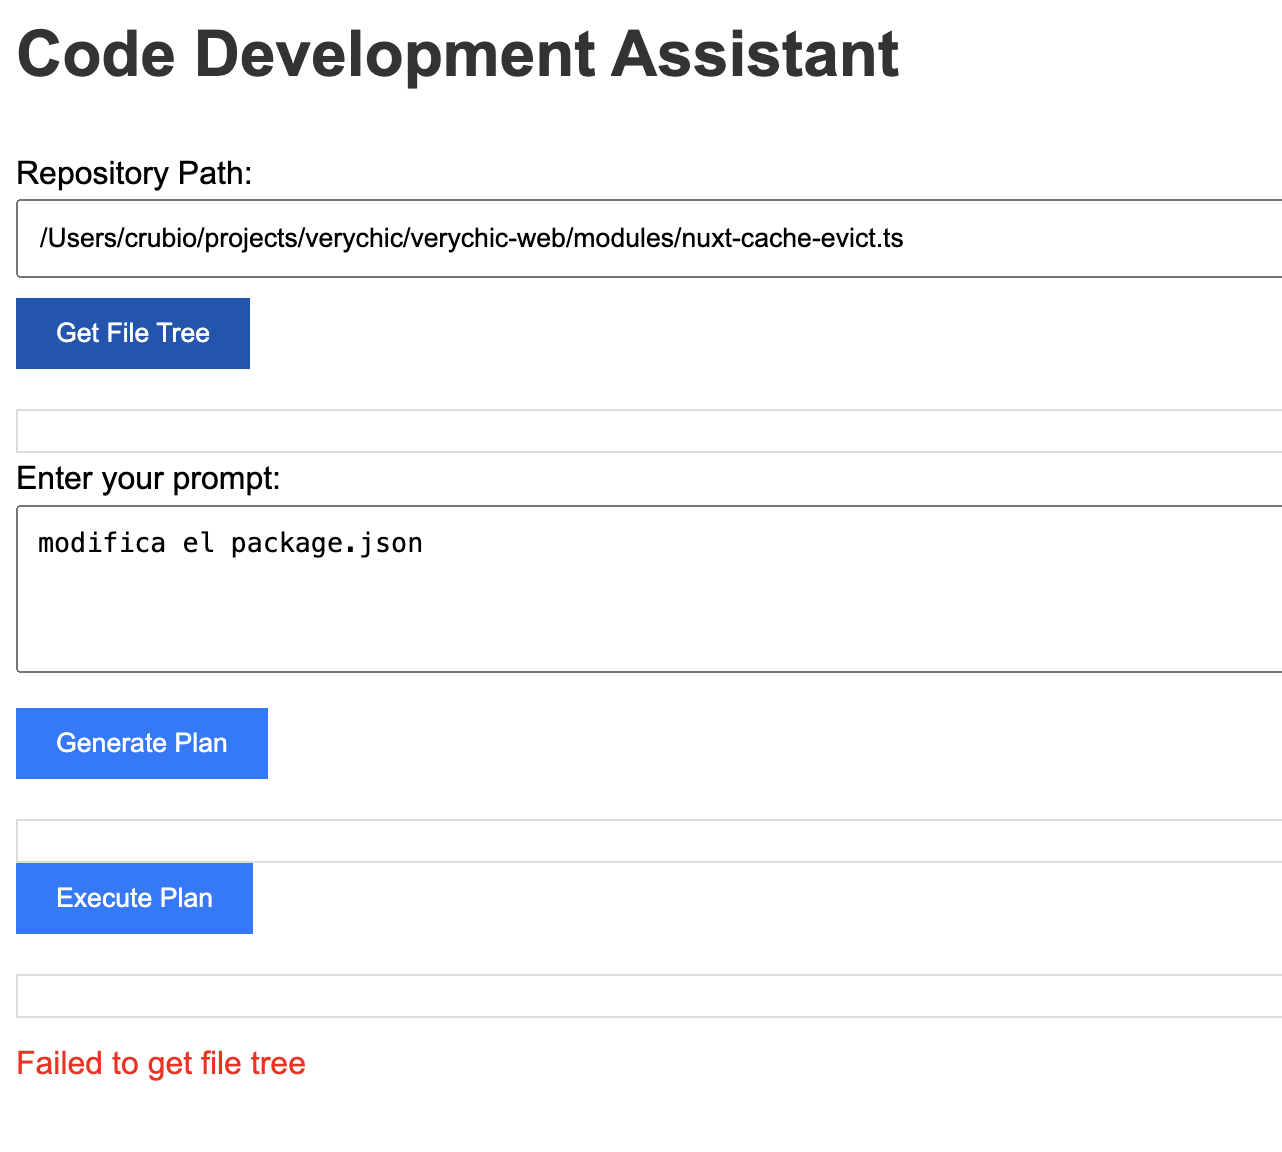 Code Development Assistant
Repository Path:
/Users/crubio/projects/verychic/verychic-web/modules/nuxt-cache-evict.ts
Get File Tree
Enter your prompt:
modifica el package.json
Generate Plan
Execute Plan
Failed to get file tree